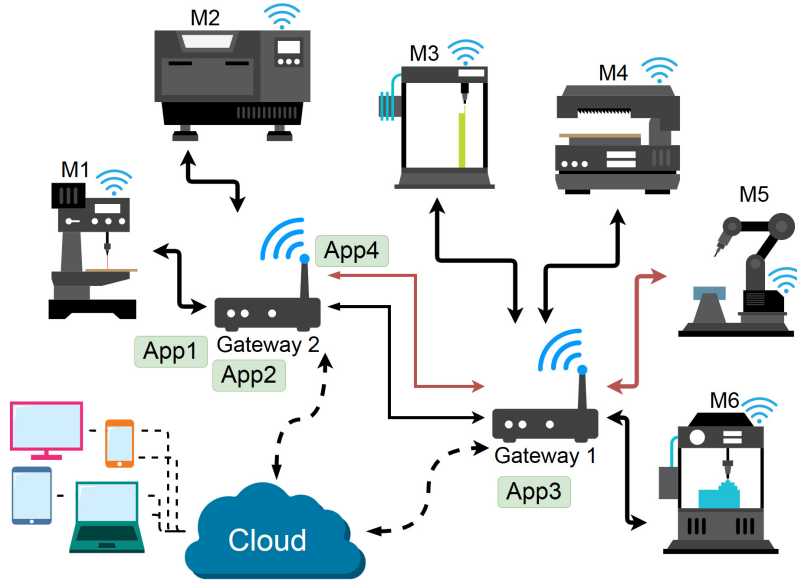 M2
M3
M4
M1
M5
App4
App1
Gateway 2
App2
M6
Gateway 1
App3
Cloud